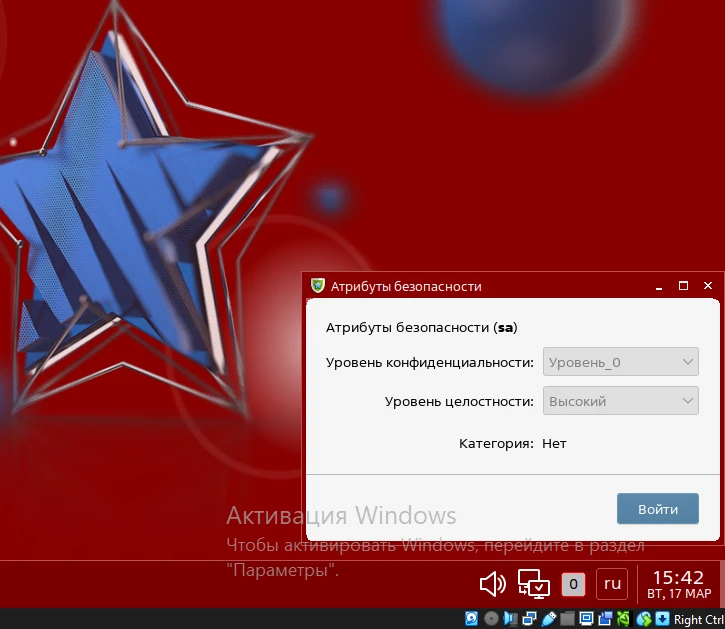 Атрибуты безопасности
Атрибуты безопасности (sa)
Уровень конфиденциальности: Уровень_0
Уровень целостности: Высокий
Категория: Нет
Войти
Активация Windows
Чтобы активировать Windows, перейдите в раздел
"Параметры".
0 ru 15:42
ВТ, 17 МАР
Right Ctrl